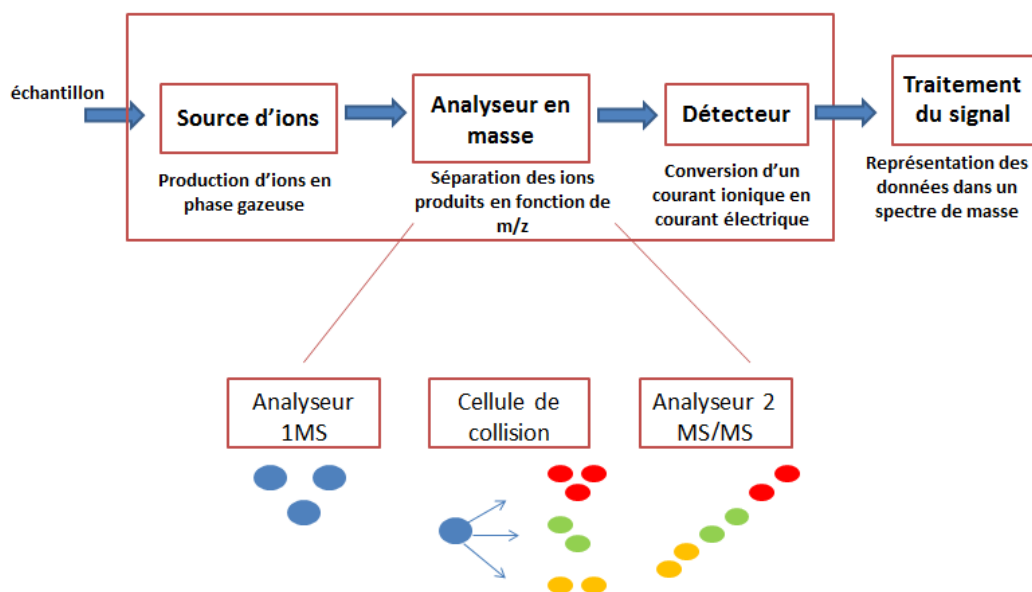 échantillon
Source d'ions
Production d'ions en
phase gazeuse
Analyseur en
masse
Séparation des ions
produits en fonction de
m/z
Détecteur
Conversion d'un
courant ionique en
courant électrique
Traitement
du signal
Représentation des
données dans un
spectre de masse
Analyseur
1MS
Cellule de
collision
Analyseur 2
MS/MS